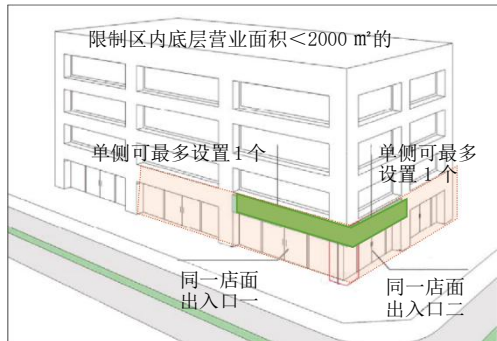 限制区内底层营业面积＜2000 ㎡的
单侧可最多设置1个
单侧可最多
设置 1 个
同一店面
出入口一
同一店面
出入口二